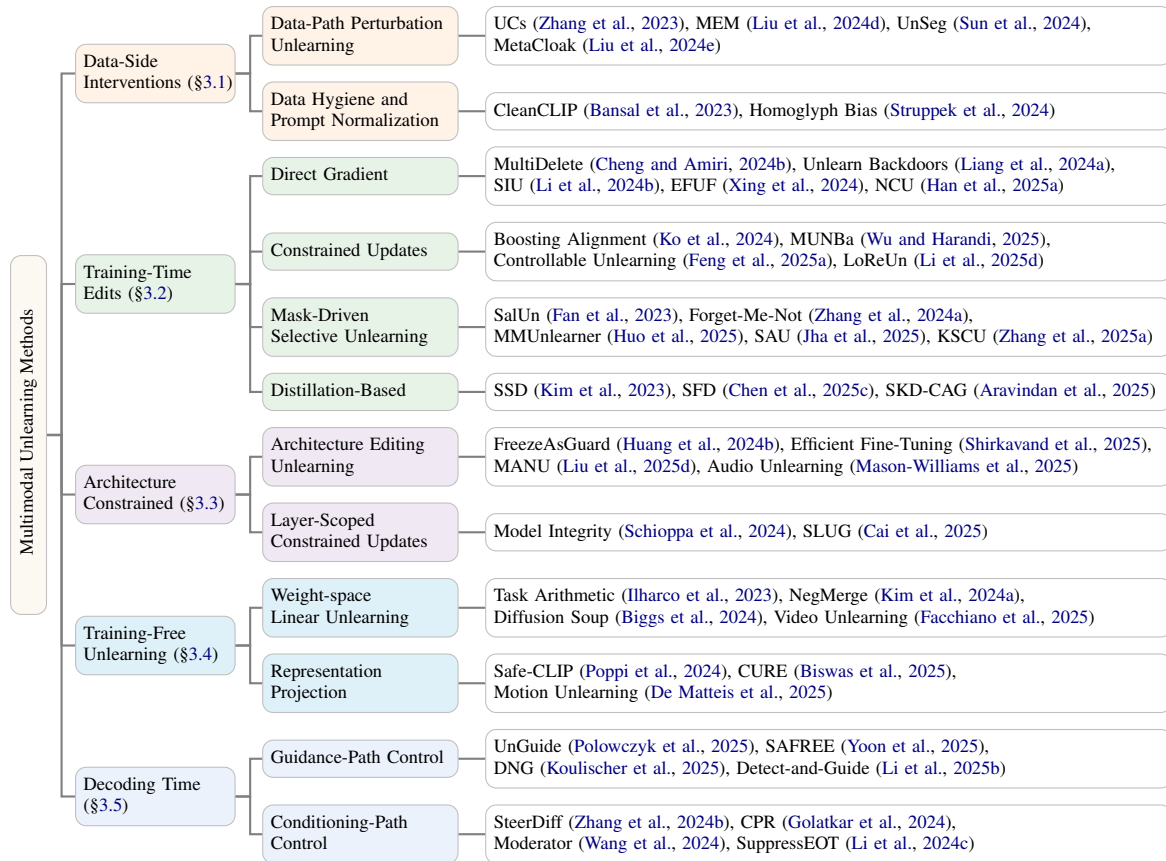 Multimodal Unlearning Methods
Data-Side
Interventions (§3.1)
Data-Path Perturbation
Unlearning
UCs (Zhang et al., 2023), MEM (Liu et al., 2024d), UnSeg (Sun et al., 2024),
MetaCloak (Liu et al., 2024e)
Data Hygiene and
Prompt Normalization
CleanCLIP (Bansal et al., 2023), Homoglyph Bias (Struppek et al., 2024)
Training-Time
Edits (§3.2)
Direct Gradient
MultiDelete (Cheng and Amiri, 2024b), Unlearn Backdoors (Liang et al., 2024a),
SIU (Li et al., 2024b), EFUF (Xing et al., 2024), NCU (Han et al., 2025a)
Constrained Updates
Boosting Alignment (Ko et al., 2024), MUNBa (Wu and Harandi, 2025),
Controllable Unlearning (Feng et al., 2025a), LoReUn (Li et al., 2025d)
Mask-Driven
Selective Unlearning
SalUn (Fan et al., 2023), Forget-Me-Not (Zhang et al., 2024a),
MMUnlearner (Huo et al., 2025), SAU (Jha et al., 2025), KSCU (Zhang et al., 2025a)
Distillation-Based
SSD (Kim et al., 2023), SFD (Chen et al., 2025c), SKD-CAG (Aravindan et al., 2025)
Architecture
Constrained (§3.3)
Architecture Editing
Unlearning
FreezeAsGuard (Huang et al., 2024b), Efficient Fine-Tuning (Shirkavand et al., 2025),
MANU (Liu et al., 2025d), Audio Unlearning (Mason-Williams et al., 2025)
Layer-Scoped
Constrained Updates
Model Integrity (Schioppa et al., 2024), SLUG (Cai et al., 2025)
Training-Free
Unlearning (§3.4)
Weight-space
Linear Unlearning
Task Arithmetic (Ilharco et al., 2023), NegMerge (Kim et al., 2024a),
Diffusion Soup (Biggs et al., 2024), Video Unlearning (Facchiano et al., 2025)
Representation
Projection
Safe-CLIP (Poppi et al., 2024), CURE (Biswas et al., 2025),
Motion Unlearning (De Matteis et al., 2025)
Decoding Time
(§3.5)
Guidance-Path Control
UnGuide (Polowczyk et al., 2025), SAFREE (Yoon et al., 2025),
DNG (Koulischer et al., 2025), Detect-and-Guide (Li et al., 2025b)
Conditioning-Path
Control
SteerDiff (Zhang et al., 2024b), CPR (Golatkar et al., 2024),
Moderator (Wang et al., 2024), SuppressEOT (Li et al., 2024c)